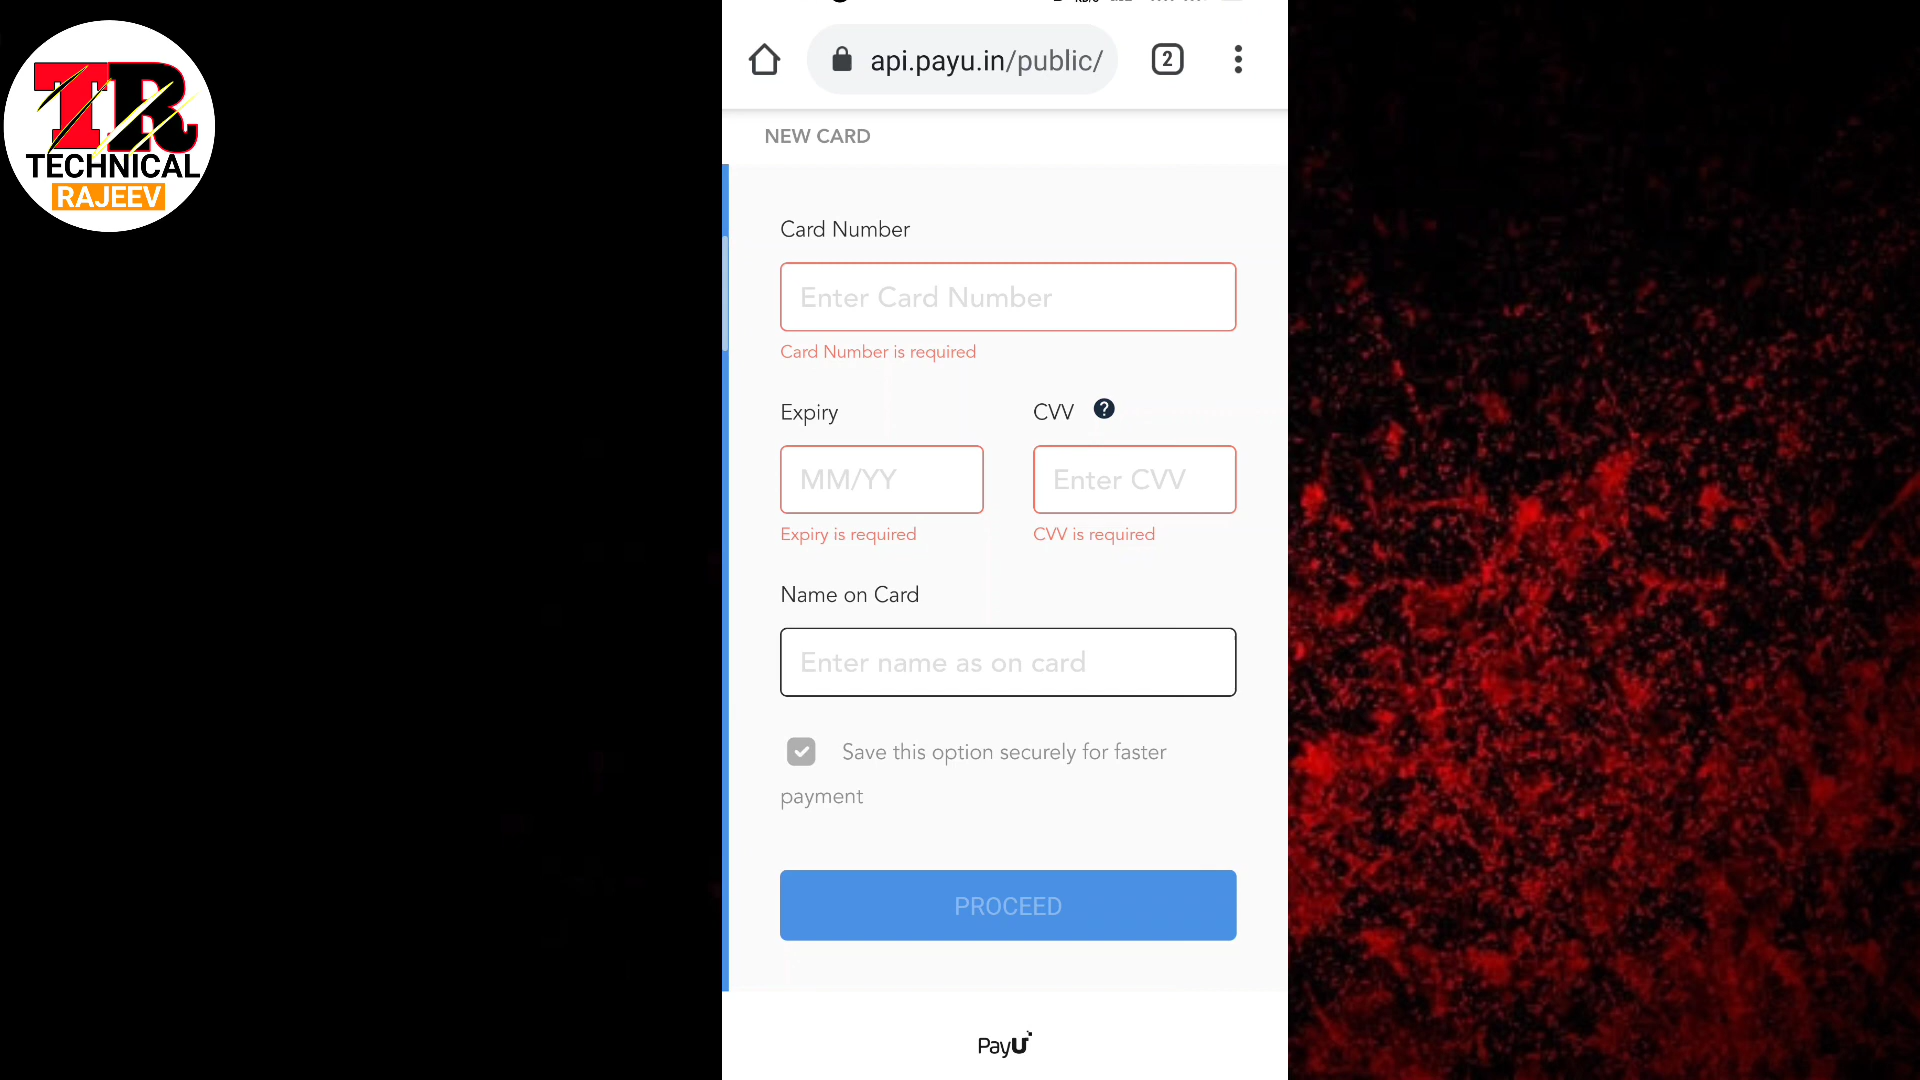 TR
TECHNICAL
RAJEEV
api.payu.in/public/
2
NEW CARD
Card Number
Enter Card Number
Card Number is required
Expiry
CVV ?
MM/YY
Enter CVV
Expiry is required
CVV is required
Name on Card
Enter name as on card
Save this option securely for faster
payment
PROCEED
PayU